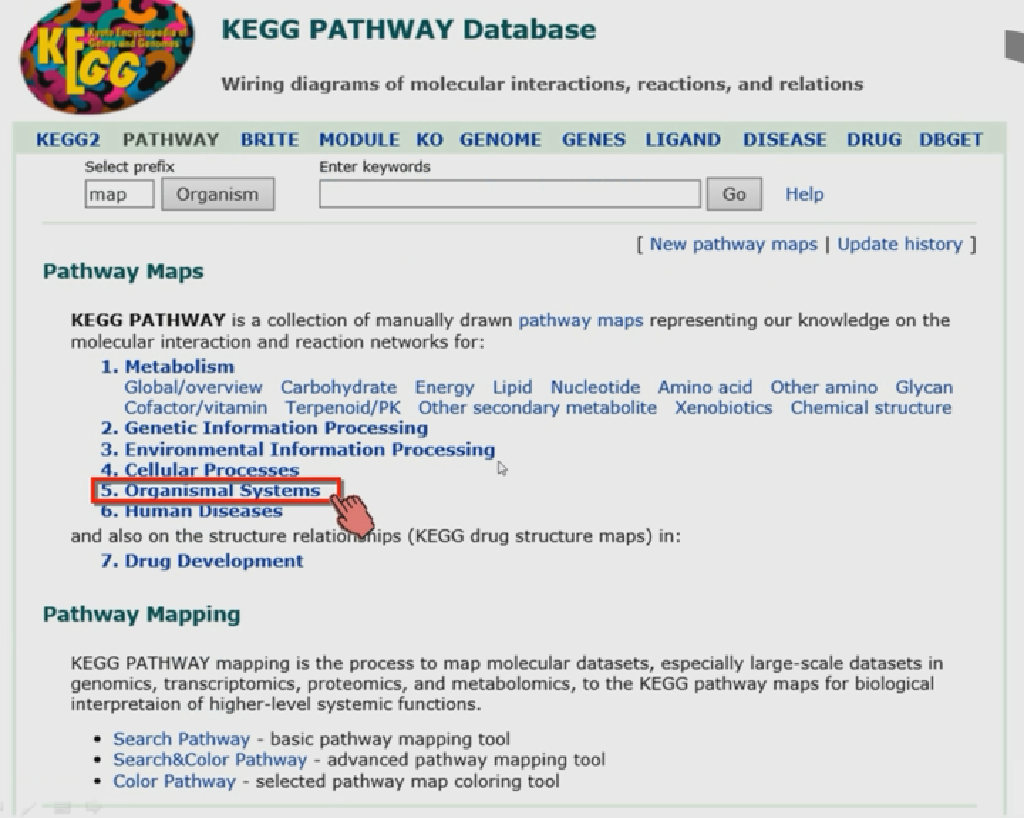 Kyoto Encyclopedia of
Genes and Genomes
KEGG
KEGG PATHWAY Database
Wiring diagrams of molecular interactions, reactions, and relations
KEGG2 PATHWAY BRITE MODULE KO GENOME GENES LIGAND DISEASE DRUG DBGET
Select prefix Enter keywords
map Organism Go Help
[ New pathway maps | Update history ]
Pathway Maps
KEGG PATHWAY is a collection of manually drawn pathway maps representing our knowledge on the
molecular interaction and reaction networks for:
1. Metabolism
Global/overview Carbohydrate Energy Lipid Nucleotide Amino acid Other amino Glycan
Cofactor/vitamin Terpenoid/PK Other secondary metabolite Xenobiotics Chemical structure
2. Genetic Information Processing
3. Environmental Information Processing
4. Cellular Processes
5. Organismal Systems
6. Human Diseases
and also on the structure relationships (KEGG drug structure maps) in:
7. Drug Development
Pathway Mapping
KEGG PATHWAY mapping is the process to map molecular datasets, especially large-scale datasets in
genomics, transcriptomics, proteomics, and metabolomics, to the KEGG pathway maps for biological
interpretaion of higher-level systemic functions.
• Search Pathway - basic pathway mapping tool
• Search&Color Pathway - advanced pathway mapping tool
• Color Pathway - selected pathway map coloring tool